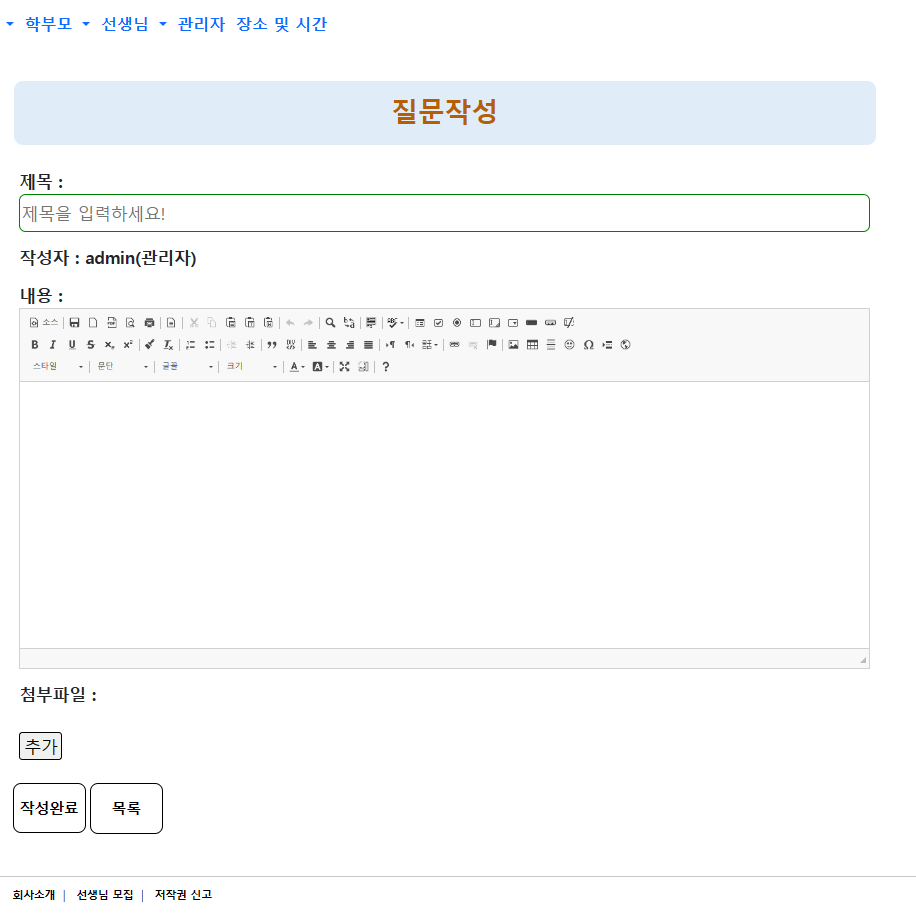 학부모 선생님 관리자 장소 및 시간
질문작성
제목 :
제목을 입력하세요!
작성자 : admin(관리자)
내용 :
소스
스타일 문단 글꼴 크기
첨부파일 :
추가
작성완료 목록
회사소개 | 선생님 모집 | 저작권 신고